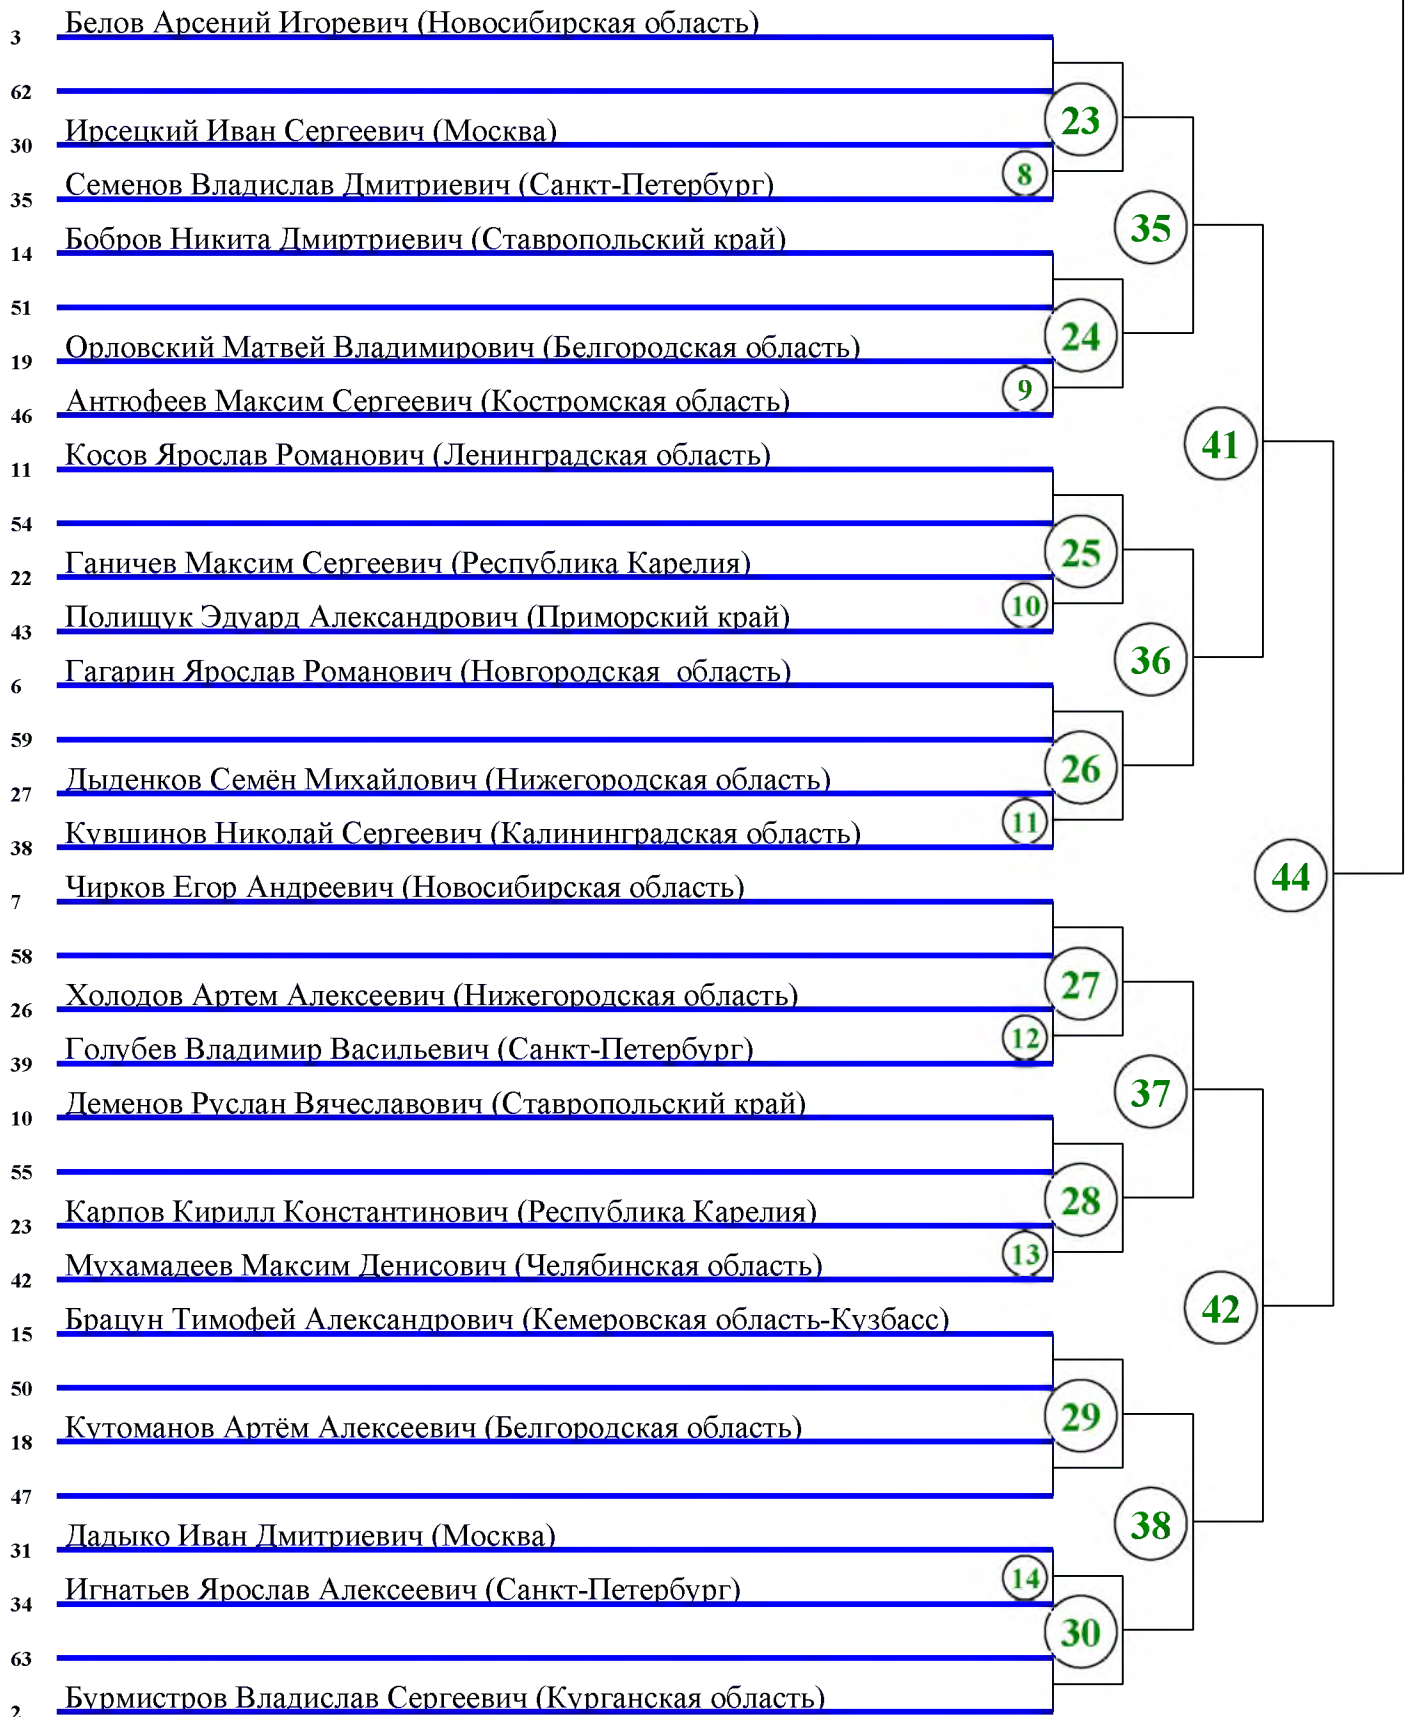 3 Белов Арсений Игоревич (Новосибирская область)
62
23
30 Ирсецкий Иван Сергеевич (Москва)
8
35 Семенов Владислав Дмитриевич (Санкт-Петербург)
35
14 Бобров Никита Дмиртриевич (Ставропольский край)
51
24
19 Орловский Матвей Владимирович (Белгородская область)
9
46 Антюфеев Максим Сергеевич (Костромская область)
41
11 Косов Ярослав Романович (Ленинградская область)
54
25
22 Ганичев Максим Сергеевич (Республика Карелия)
10
43 Полищук Эдуард Александрович (Приморский край)
36
6 Гагарин Ярослав Романович (Новгородская область)
59
26
27 Дыденков Семён Михайлович (Нижегородская область)
11
38 Кувшинов Николай Сергеевич (Калининградская область)
44
7 Чирков Егор Андреевич (Новосибирская область)
58
27
26 Холодов Артем Алексеевич (Нижегородская область)
12
39 Голубев Владимир Васильевич (Санкт-Петербург)
37
10 Деменов Руслан Вячеславович (Ставропольский край)
55
28
23 Карпов Кирилл Константинович (Республика Карелия)
13
42 Мухамадеев Максим Денисович (Челябинская область)
42
15 Брацун Тимофей Александрович (Кемеровская область-Кузбасс)
50
29
18 Кутоманов Артём Алексеевич (Белгородская область)
47
38
31 Дадыко Иван Дмитриевич (Москва)
14
34 Игнатьев Ярослав Алексеевич (Санкт-Петербург)
30
63
2 Бурмистров Владислав Сергеевич (Курганская область)